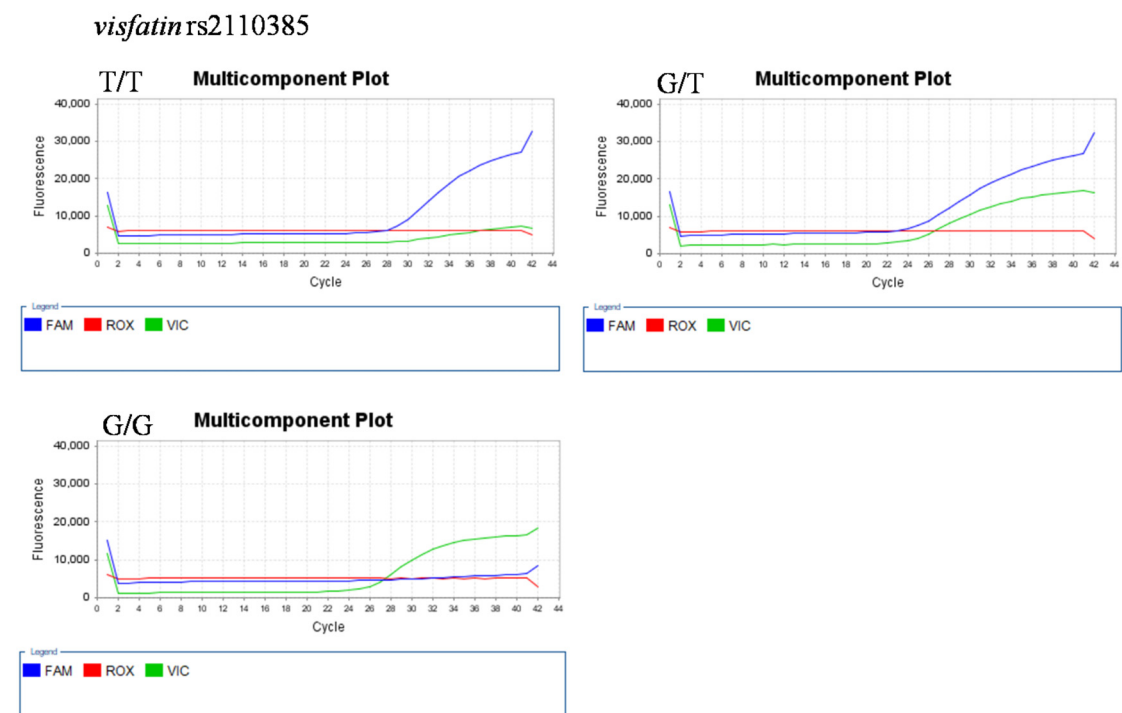 visfatin rs2110385
T/T Multicomponent Plot
40,000
30,000
20,000
10,000
0
Fluorescence
0 2 4 6 8 10 12 14 16 18 20 22 24 26 28 30 32 34 36 38 40 42 44
Cycle
Legend
FAM ROX VIC
G/T Multicomponent Plot
40,000
30,000
20,000
10,000
0
Fluorescence
0 2 4 6 8 10 12 14 16 18 20 22 24 26 28 30 32 34 36 38 40 42 44
Cycle
Legend
FAM ROX VIC
G/G Multicomponent Plot
40,000
30,000
20,000
10,000
0
Fluorescence
0 2 4 6 8 10 12 14 16 18 20 22 24 26 28 30 32 34 36 38 40 42 44
Cycle
Legend
FAM ROX VIC